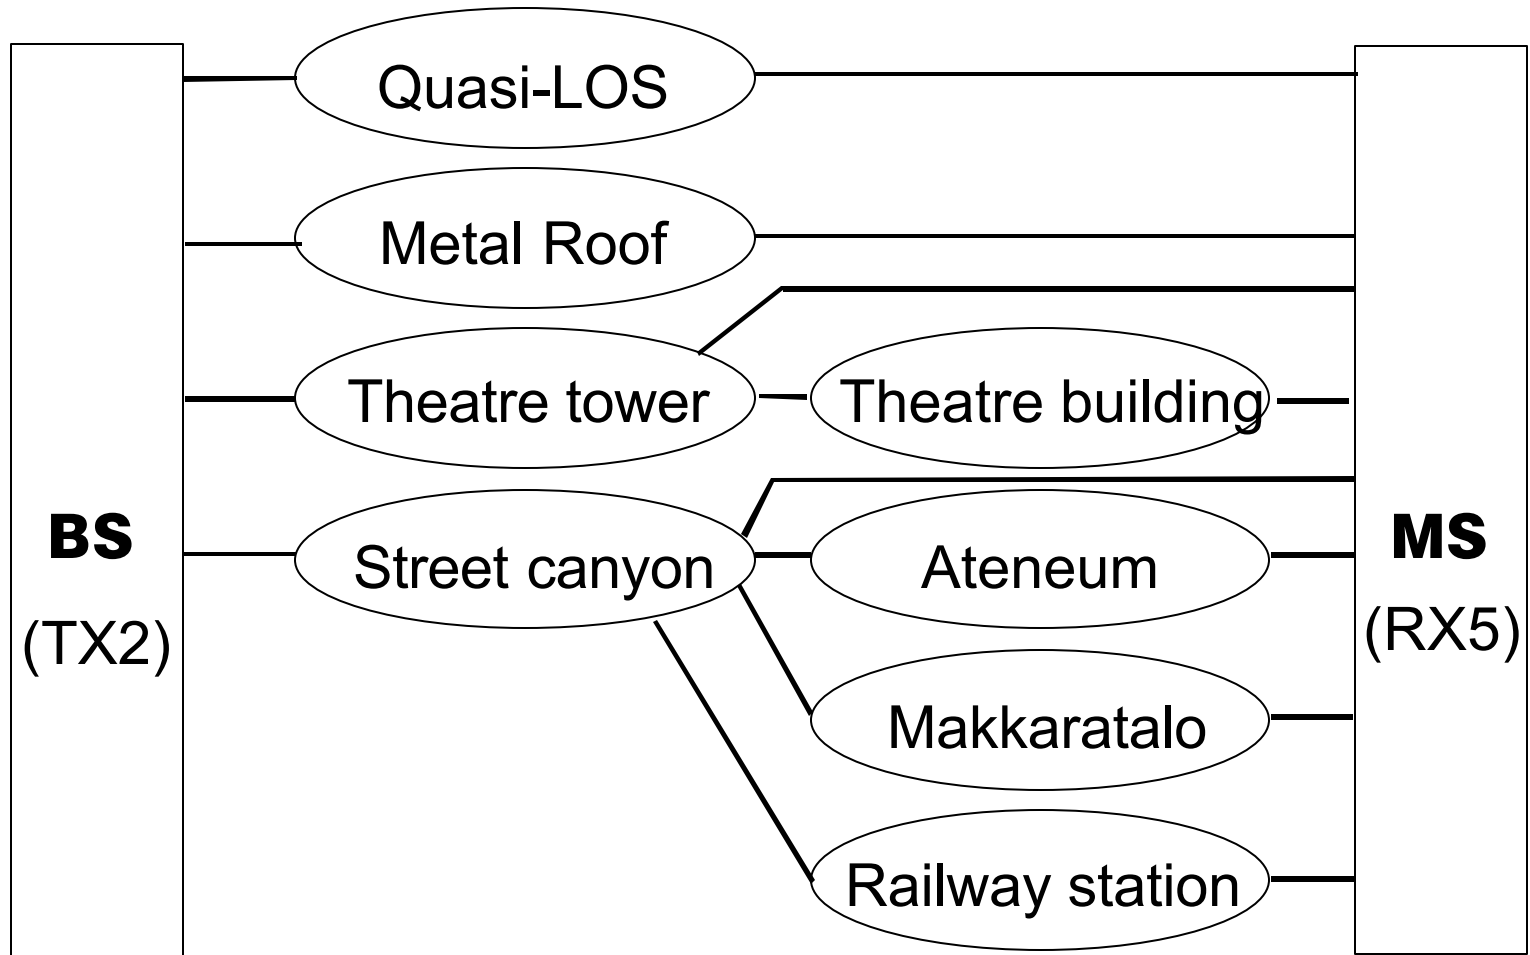 Quasi-LOS
Metal Roof
Theatre tower
Theatre building
BS
(TX2)
Street canyon
Ateneum
MS
(RX5)
Makkaratalo
Railway station